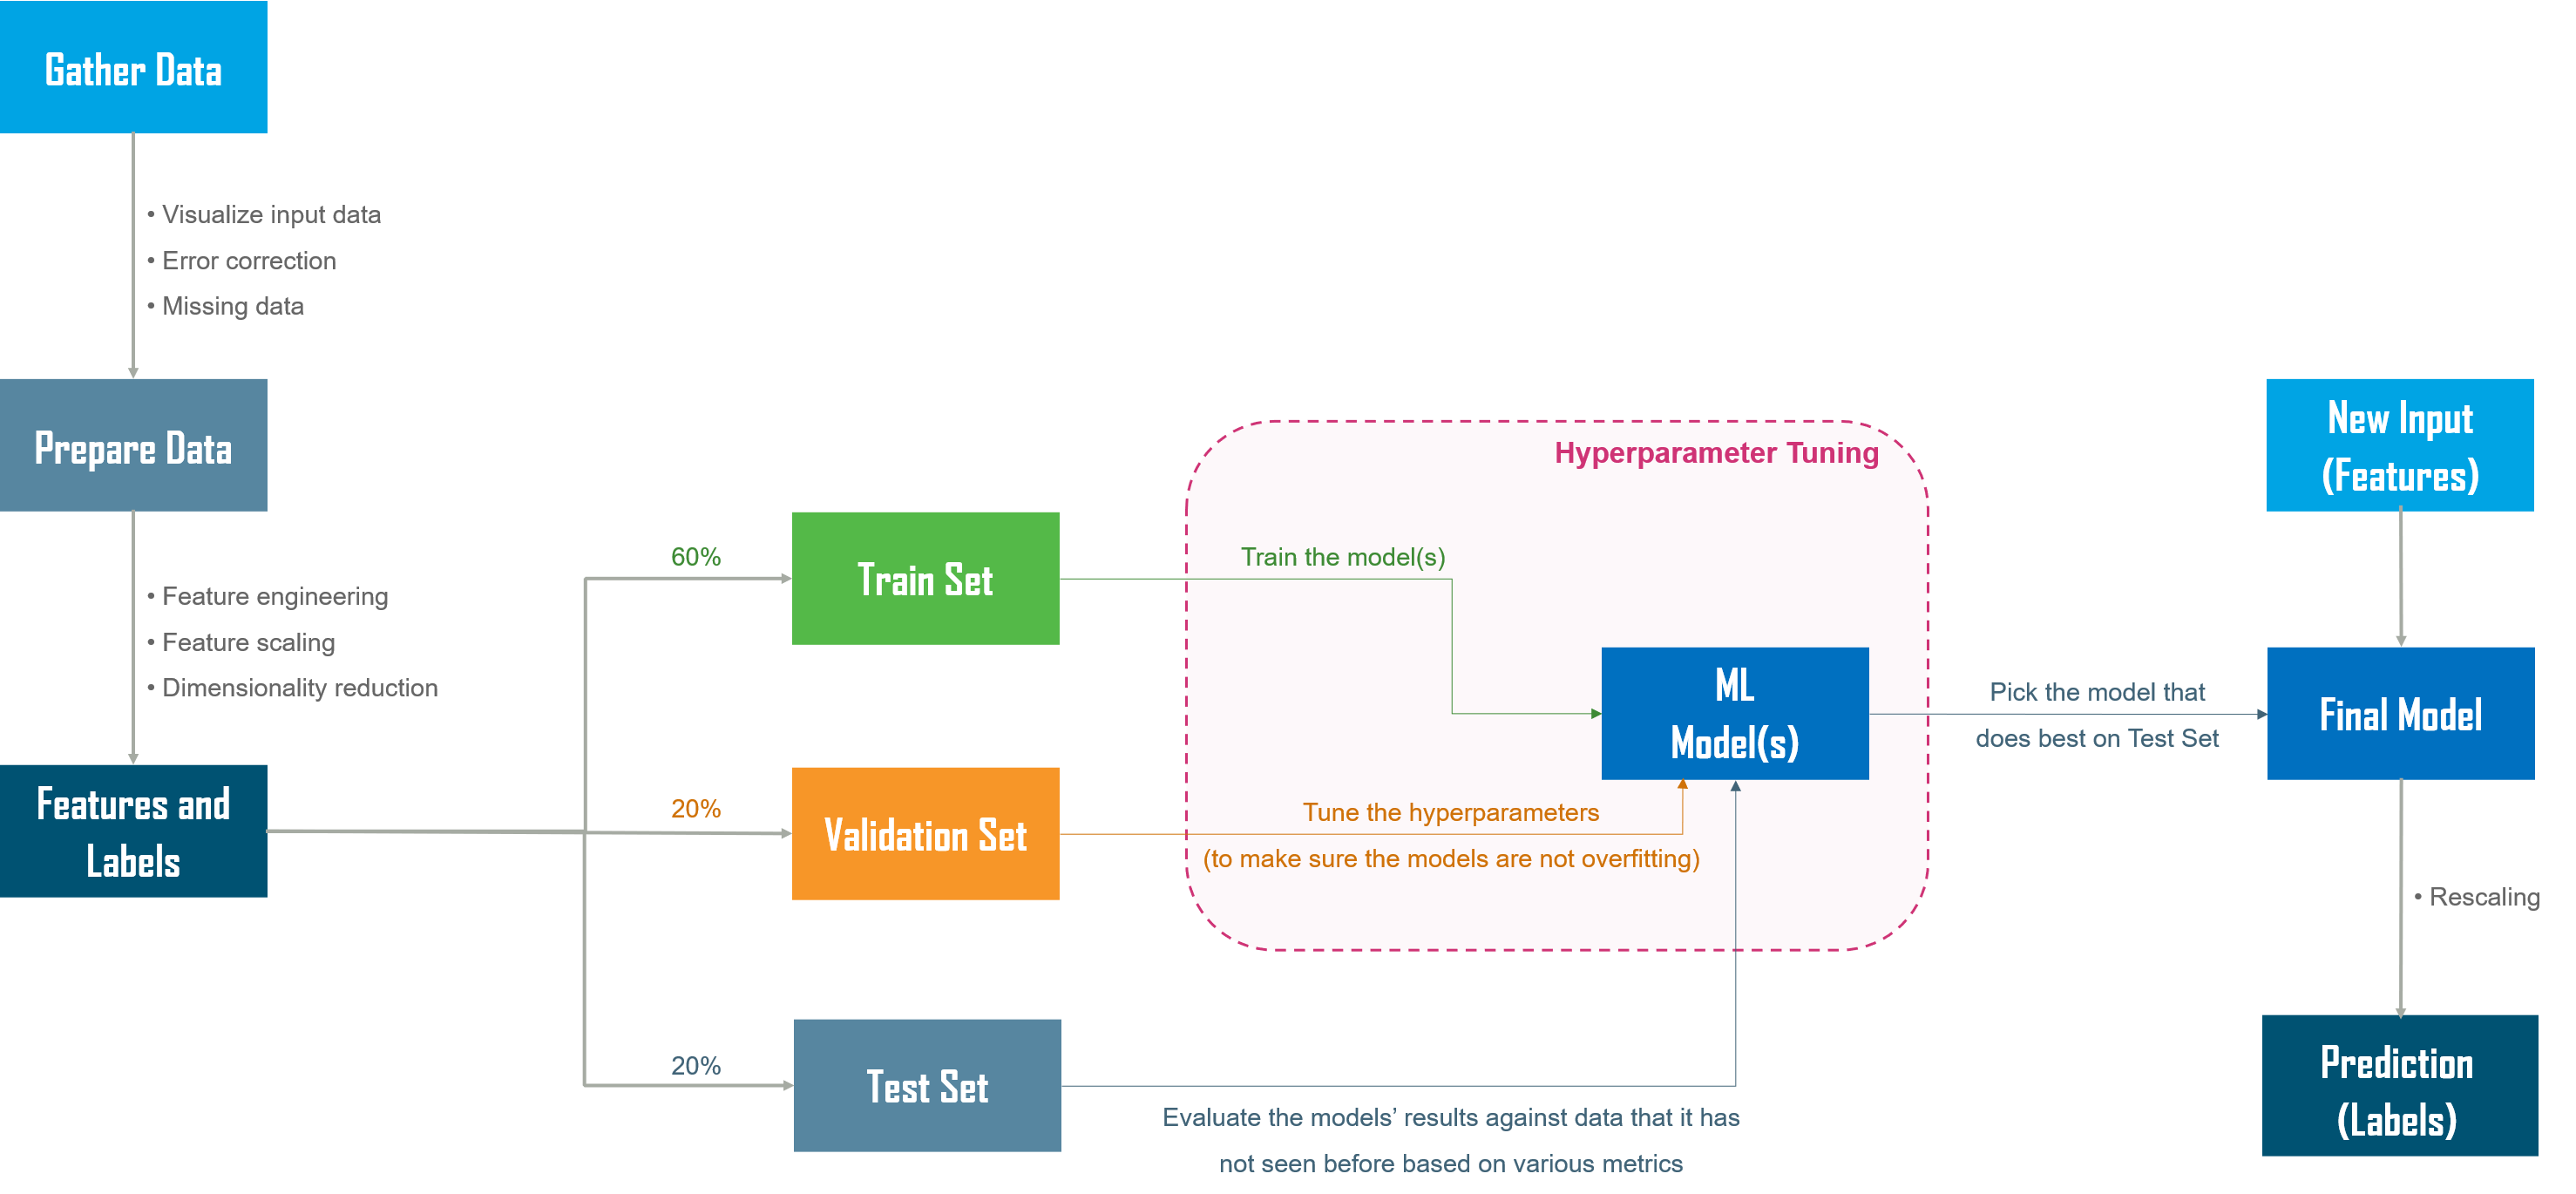 Gather Data
• Visualize input data
• Error correction
• Missing data
Prepare Data
• Feature engineering
• Feature scaling
• Dimensionality reduction
Features and
Labels
60%
20%
20%
Train Set
Validation Set
Test Set
Hyperparameter Tuning
Train the model(s)
Tune the hyperparameters
(to make sure the models are not overfitting)
Evaluate the models’ results against data that it has
not seen before based on various metrics
ML
Model(s)
Pick the model that
does best on Test Set
New Input
(Features)
Final Model
• Rescaling
Prediction
(Labels)